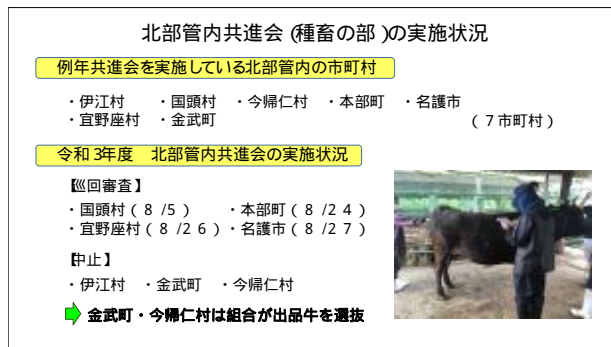 北部管内共進会(種畜の部)の実施状況
例年共進会を実施している北部管内の市町村
・伊江村 ・国頭村 ・今帰仁村 ・本部町 ・名護市
・宜野座村 ・金武町 (7市町村)
令和3年度 北部管内共進会の実施状況
【巡回審査】
・国頭村(8/5) ・本部町(8/24)
・宜野座村(8/26)・名護市(8/27)
【中止】
・伊江村 ・金武町 ・今帰仁村
金武町・今帰仁村は組合が出品牛を選抜